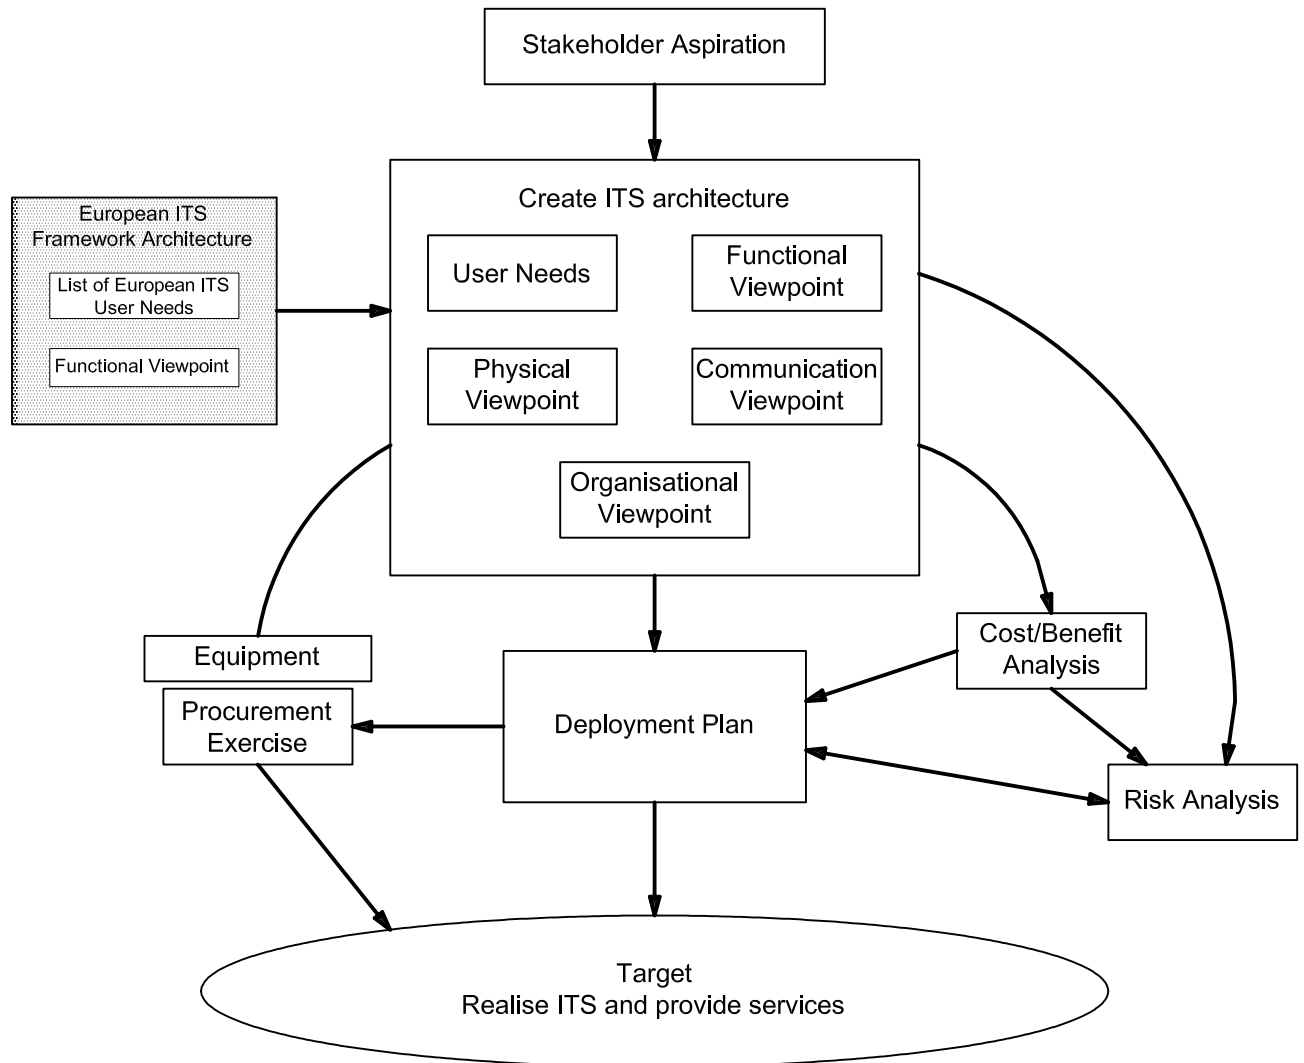 Stakeholder Aspiration
Create ITS architecture
European ITS
Framework Architecture
List of European ITS
User Needs
Functional Viewpoint
User Needs
Functional
Viewpoint
Physical
Viewpoint
Communication
Viewpoint
Organisational
Viewpoint
Equipment
Procurement
Exercise
Deployment Plan
Cost/Benefit
Analysis
Risk Analysis
Target
Realise ITS and provide services